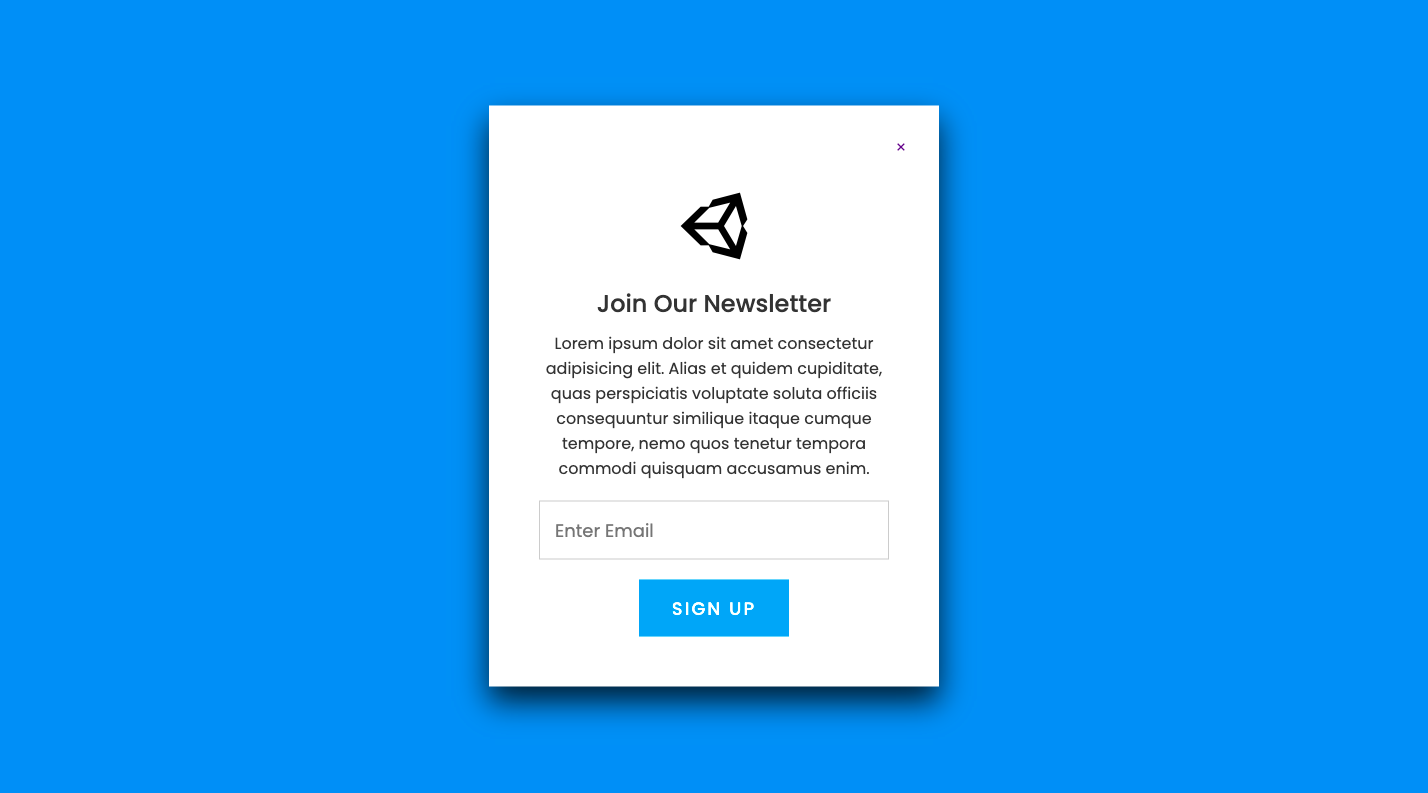 ×
Join Our Newsletter
Lorem ipsum dolor sit amet consectetur
adipisicing elit. Alias et quidem cupiditate,
quas perspiciatis voluptate soluta officiis
consequuntur similique itaque cumque
tempore, nemo quos tenetur tempora
commodi quisquam accusamus enim.
Enter Email
SIGN UP